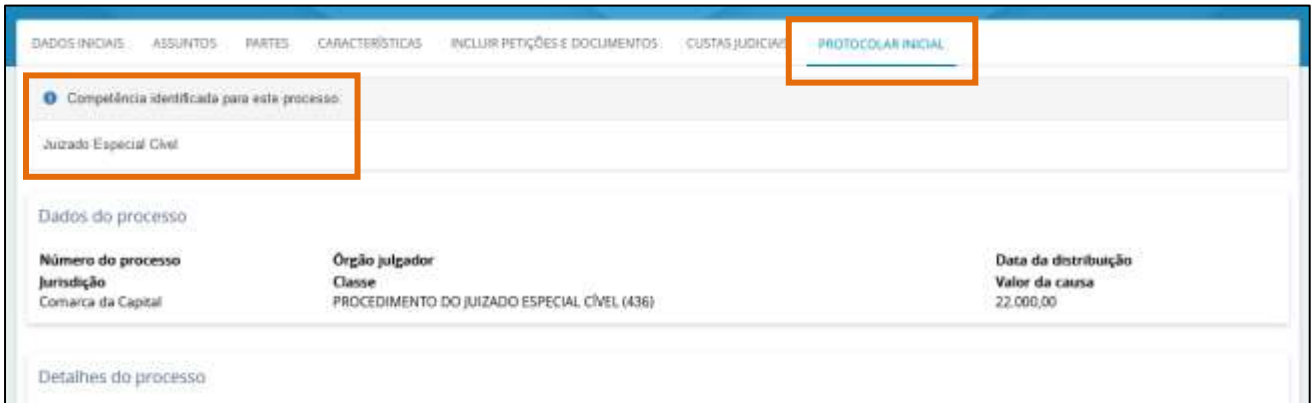 DADOS INICIAIS ASSUNTOS PARTES CARACTERÍSTICAS INCLUIR PETIÇÕES E DOCUMENTOS CUSTAS JUDICIAIS PROTOCOLAR INICIAL
Competência identificada para este processo:
Juizado Especial Cível
Dados do processo
Número do processo Órgão julgador Data da distribuição
Jurisdição Classe Valor da causa
Comarca da Capital PROCEDIMENTO DO JUIZADO ESPECIAL CÍVEL (436) 22.000,00
Detalhes do processo